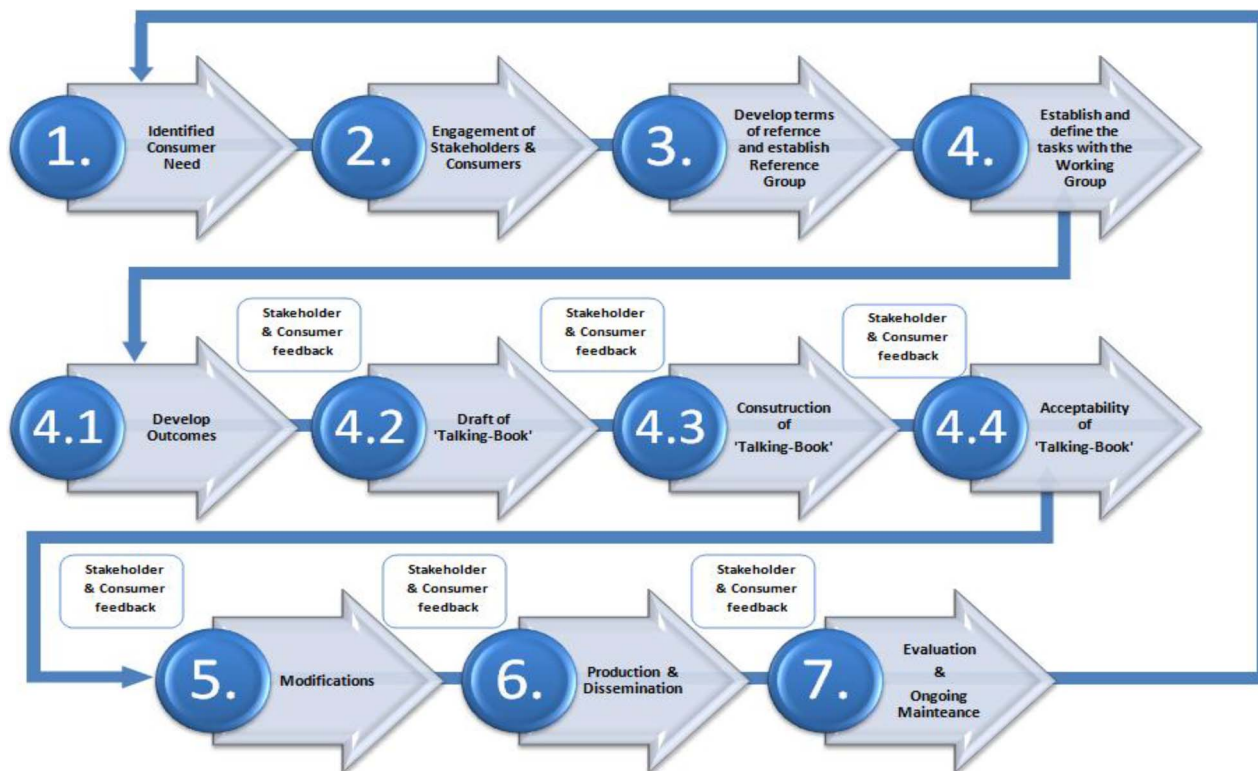 1.
Identified
Consumer
Need
2.
Engagement of
Stakeholders &
Consumers
3.
Develop terms
of refernce
and establish
Reference
Group
4.
Establish and
define the
tasks with the
Working
Group
Stakeholder
& Consumer
feedback
Stakeholder
& Consumer
feedback
Stakeholder
& Consumer
feedback
4.1
Develop
Outcomes
4.2
Draft of
'Talking-Book'
4.3
Consutruction
of
'Talking-Book'
4.4
Acceptability
of
'Talking-Book'
Stakeholder
& Consumer
feedback
Stakeholder
& Consumer
feedback
Stakeholder
& Consumer
feedback
5.
Modifications
6.
Production &
Dissemination
7.
Evaluation
&
Ongoing
Mainteance